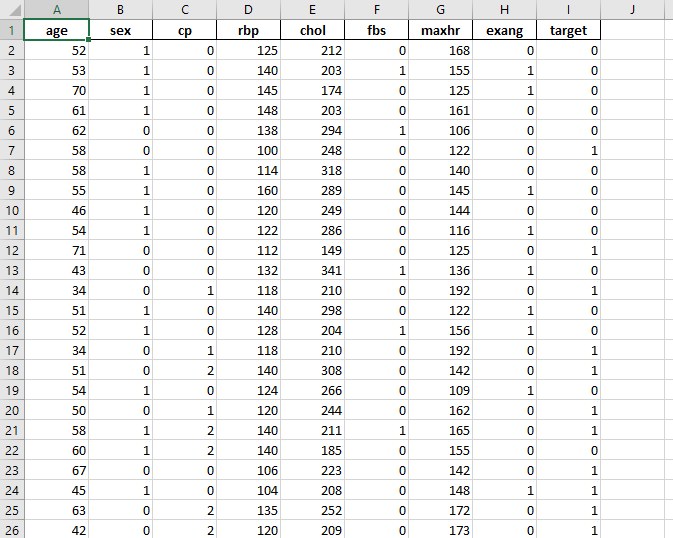 A B C D E F G H I J
1 age sex cp rbp chol fbs maxhr exang target
2 52 1 0 125 212 0 168 0 0
3 53 1 0 140 203 1 155 1 0
4 70 1 0 145 174 0 125 1 0
5 61 1 0 148 203 0 161 0 0
6 62 0 0 138 294 1 106 0 0
7 58 0 0 100 248 0 122 0 1
8 58 1 0 114 318 0 140 0 0
9 55 1 0 160 289 0 145 1 0
10 46 1 0 120 249 0 144 0 0
11 54 1 0 122 286 0 116 1 0
12 71 0 0 112 149 0 125 0 1
13 43 0 0 132 341 1 136 1 0
14 34 0 1 118 210 0 192 0 1
15 51 1 0 140 298 0 122 1 0
16 52 1 0 128 204 1 156 1 0
17 34 0 1 118 210 0 192 0 1
18 51 0 2 140 308 0 142 0 1
19 54 1 0 124 266 0 109 1 0
20 50 0 1 120 244 0 162 0 1
21 58 1 2 140 211 1 165 0 1
22 60 1 2 140 185 0 155 0 0
23 67 0 0 106 223 0 142 0 1
24 45 1 0 104 208 0 148 1 1
25 63 0 2 135 252 0 172 0 1
26 42 0 2 120 209 0 173 0 1